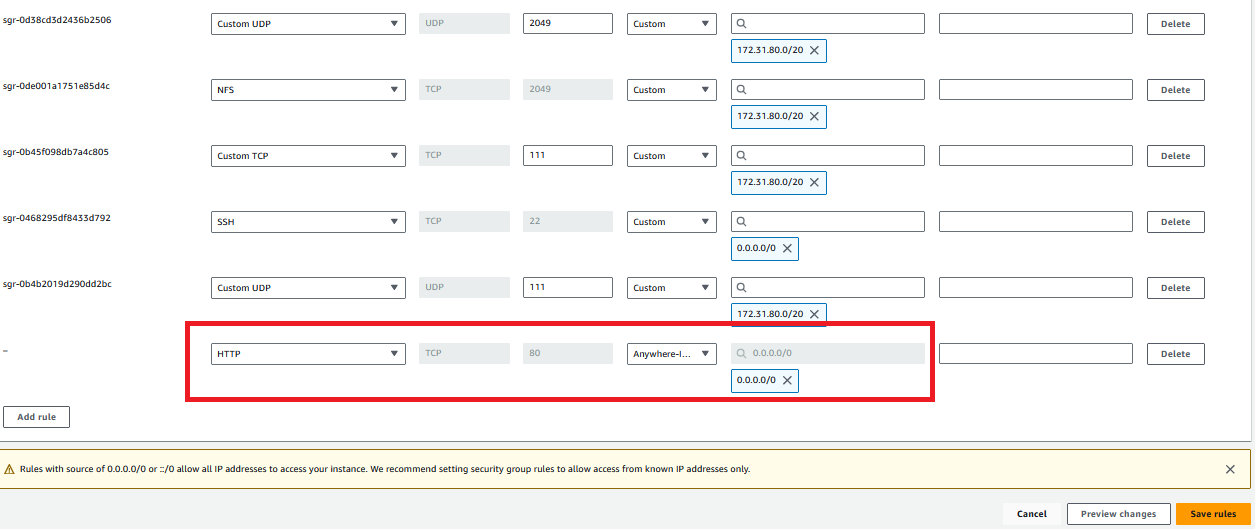 sgr-0d38cd3d2436b2506 Custom UDP UDP 2049 Custom
172.31.80.0/20
Delete
sgr-0de001a1751e85d4c NFS TCP 2049 Custom
172.31.80.0/20
Delete
sgr-0b45f098db7a4c805 Custom TCP TCP 111 Custom
172.31.80.0/20
Delete
sgr-0468295df8433d792 SSH TCP 22 Custom
0.0.0.0/0
Delete
sgr-0b4b2019d290dd2bc Custom UDP UDP 111 Custom
172.31.80.0/20
Delete
– HTTP TCP 80 Anywhere-I... 0.0.0.0/0
0.0.0.0/0
Delete
Add rule
Rules with source of 0.0.0.0/0 or ::/0 allow all IP addresses to access your instance. We recommend setting security group rules to allow access from known IP addresses only.
Cancel Preview changes Save rules